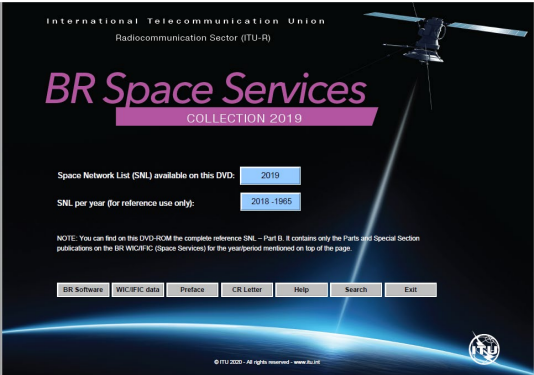 International Telecommunication Union
Radiocommunication Sector (ITU-R)
BR Space Services
COLLECTION 2019
Space Network List (SNL) available on this DVD: 2019
SNL per year (for reference use only): 2018 -1965
NOTE: You can find on this DVD-ROM the complete reference SNL – Part B. It contains only the Parts and Special Section
publications on the BR WIC/IFIC (Space Services) for the year/period mentioned on top of the page.
BR Software WIC/IFIC data Preface CR Letter Help Search Exit
ITU
© ITU 2020 - All rights reserved - www.itu.int